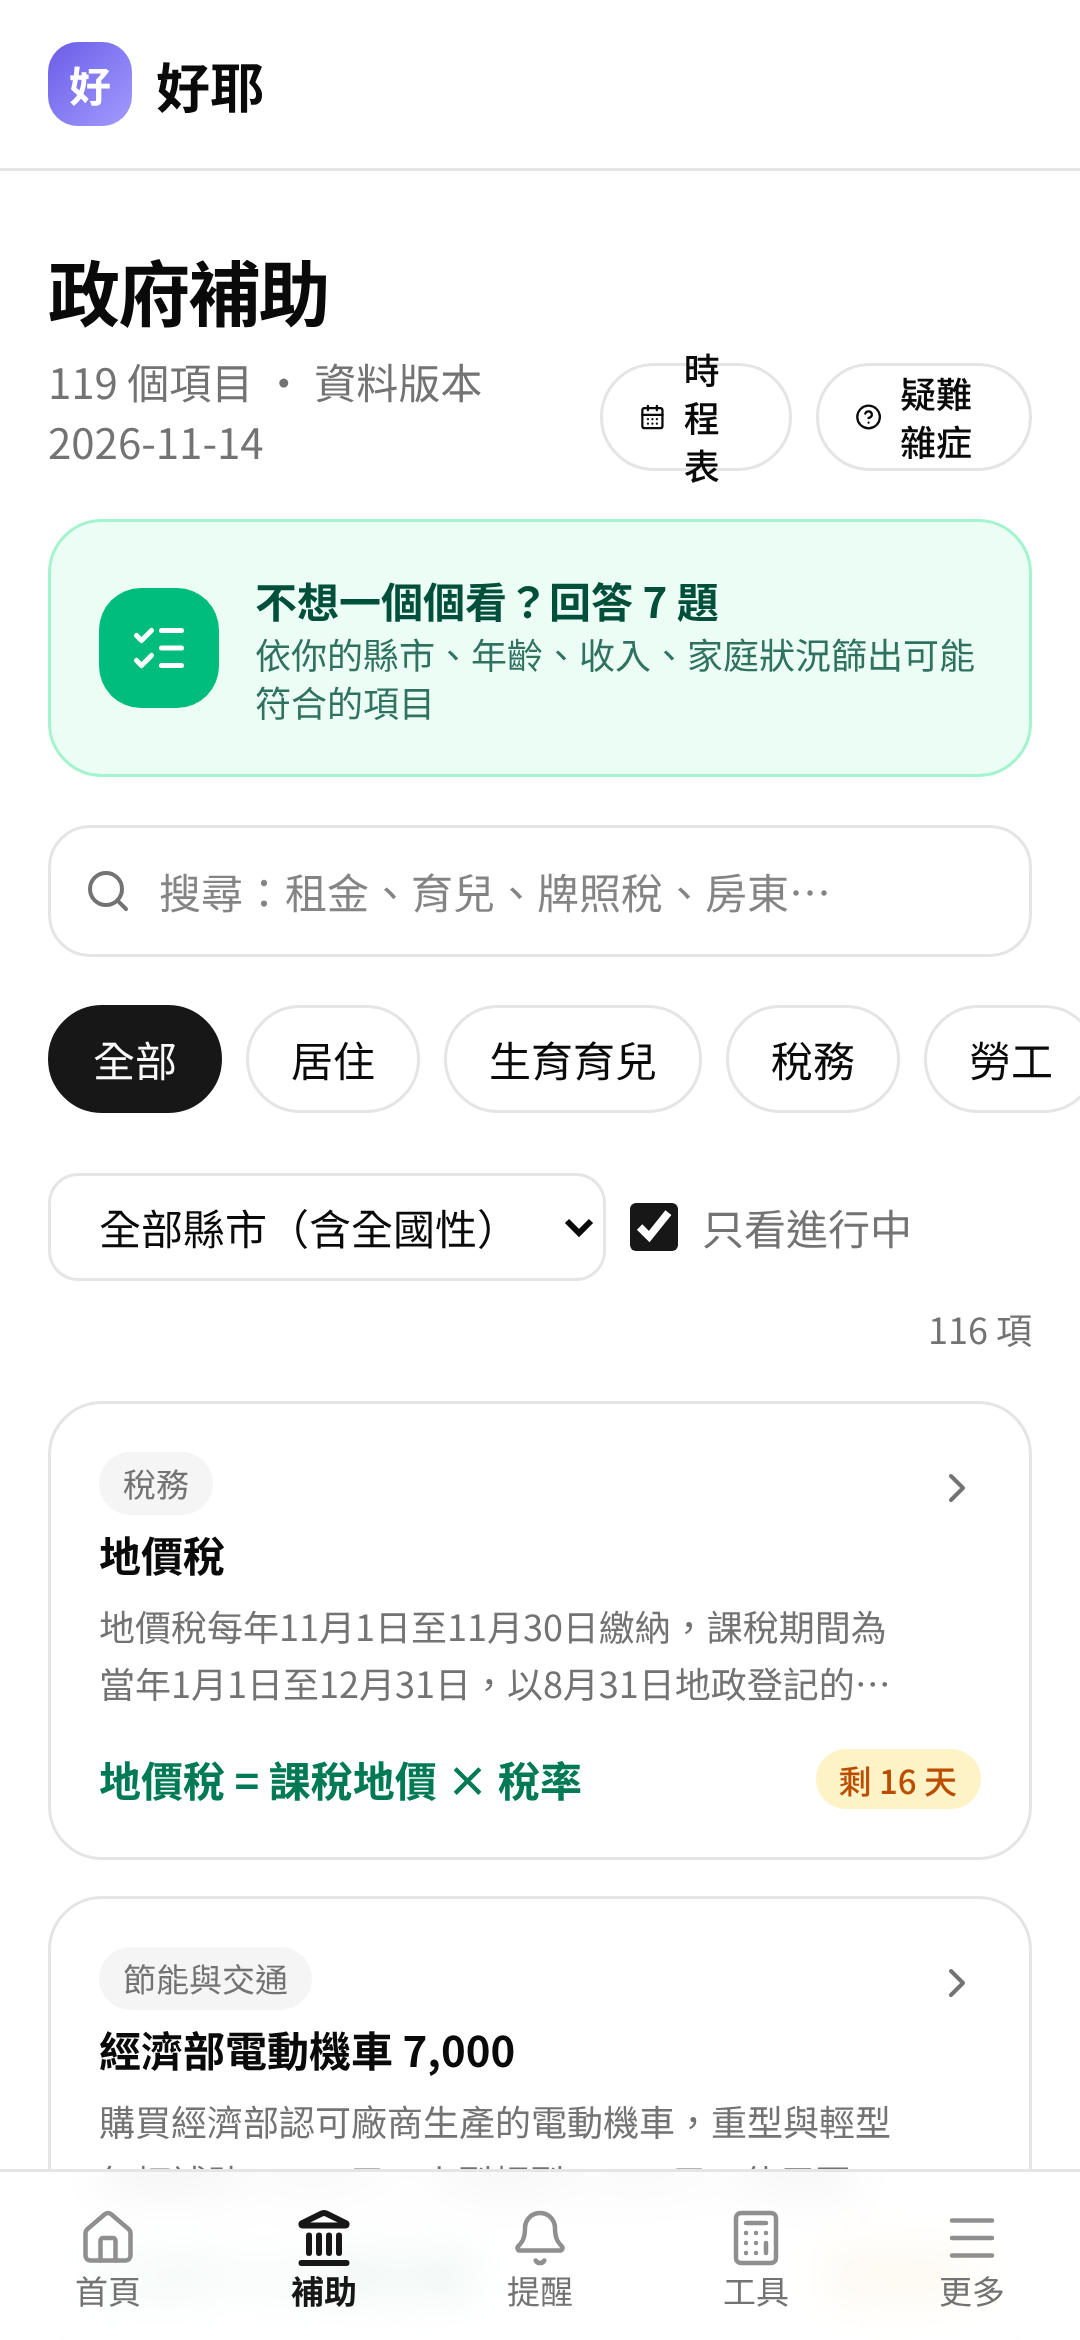 好 好耶
政府補助
119 個項目 · 資料版本
2026-11-14
時
程
表
疑難
雜症
不想一個個看？回答 7 題
依你的縣市、年齡、收入、家庭狀況篩出可能
符合的項目
搜尋：租金、育兒、牌照稅、房東…
全部 居住 生育育兒 稅務 勞工
全部縣市（含全國性） 只看進行中
116 項
稅務
地價稅
地價稅每年11月1日至11月30日繳納，課稅期間為
當年1月1日至12月31日，以8月31日地政登記的…
地價稅 = 課稅地價 × 稅率 剩 16 天
節能與交通
經濟部電動機車 7,000
購買經濟部認可廠商生產的電動機車，重型與輕型
首頁 補助 提醒 工具 更多